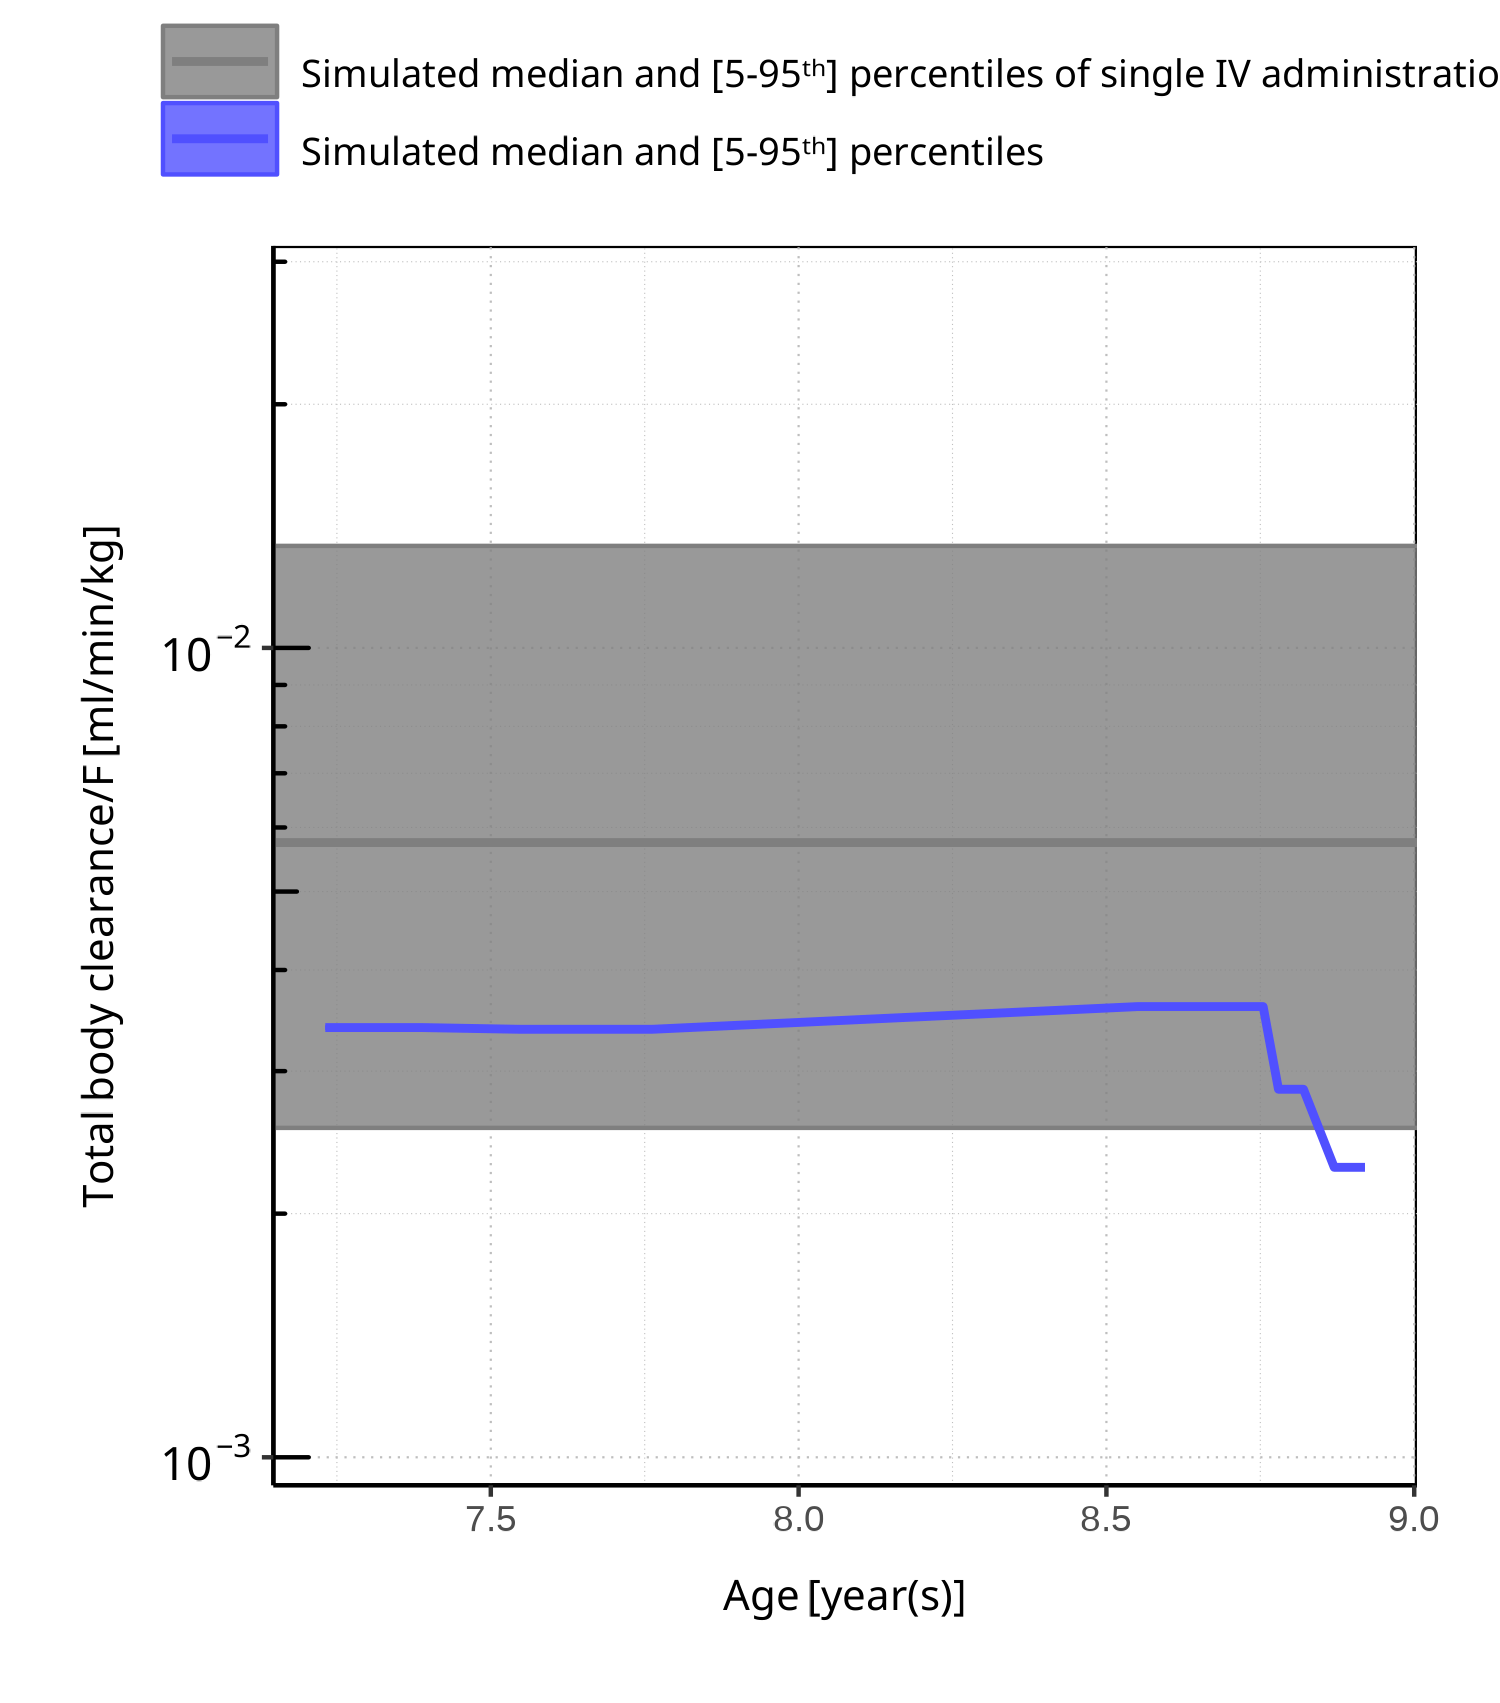 Simulated median and [5-95th] percentiles of single IV administratio
Simulated median and [5-95th] percentiles
Total body clearance/F [ml/min/kg]
10−2
10−3
7.5 8.0 8.5 9.0
Age [year(s)]